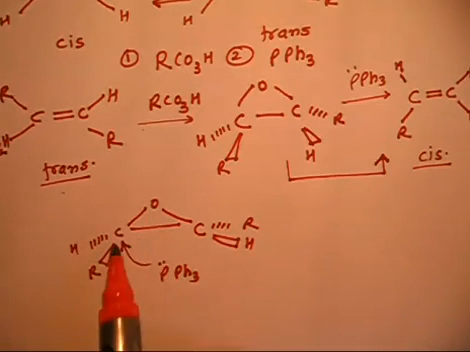 H H
cis trans
① RCO3H ② PPh3
R H H
C = C RCO3H O PPh3 C = C
H R H C — C R R
trans. R H cis.
O
H C C R
R H
PPh3